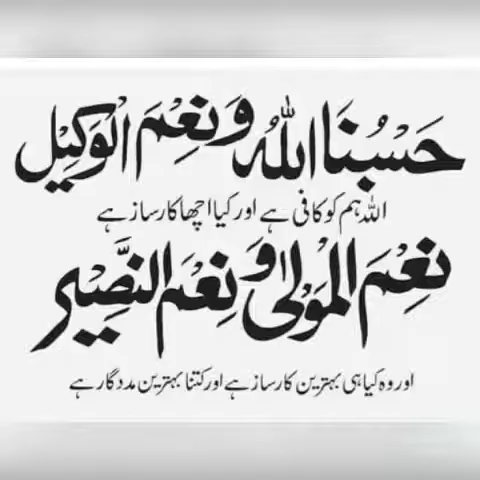 حَسْبُنَا اللهُ وَنِعْمَ الْوَكِيْل
اللہ ہم کو کافی ہے اور کیا اچھا کارساز ہے
نِعْمَ الْمَوْلٰی وَنِعْمَ النَّصِيْر
اور وہ کیا ہی بہترین کارساز ہے اور کتنا بہترین مددگار ہے